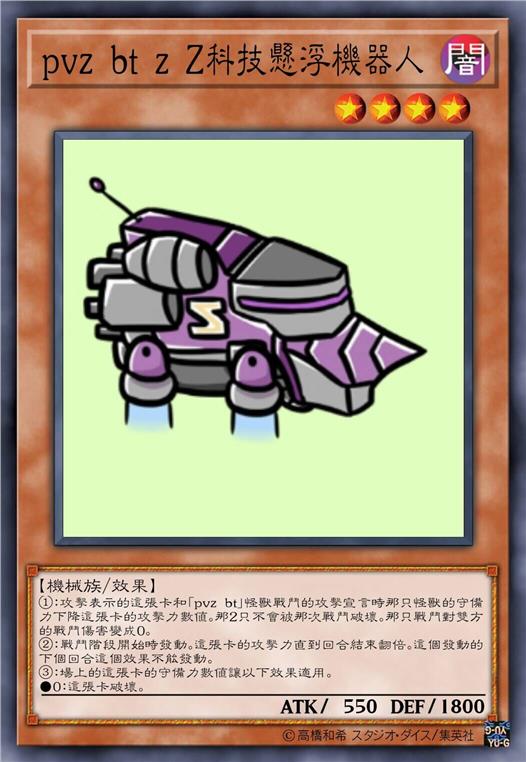 pvz bt z Z科技懸浮機器人
闇
S
【機械族/效果】
①:攻擊表示的這張卡和「pvz bt」怪獸戰鬥的攻擊宣言時那只怪獸的守備
力下降這張卡的攻擊力數值。那2只不會被那次戰鬥破壞。那只戰鬥對雙方
的戰鬥傷害變成0。
②:戰鬥階段開始時發動。這張卡的攻擊力直到回合結束翻倍。這個發動的
下個回合這個效果不能發動。
③:場上的這張卡的守備力數值讓以下效果適用。
●0:這張卡破壞。
ATK/ 550 DEF/1800
©高橋和希 スタジオ・ダイス/集英社
YU-G